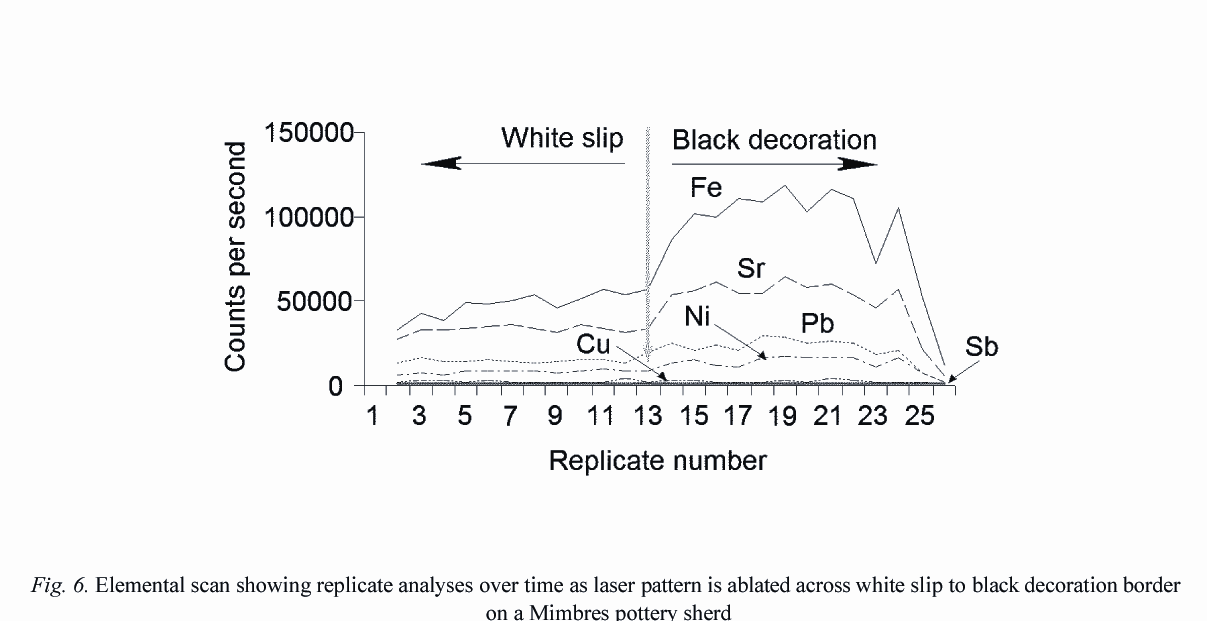 150000
White slip
Black decoration
Fe
100000
Counts per second
Sr
50000
Ni
Pb
Cu
Sb
0
1 3 5 7 9 11 13 15 17 19 21 23 25
Replicate number
Fig. 6. Elemental scan showing replicate analyses over time as laser pattern is ablated across white slip to black decoration border
on a Mimbres pottery sherd